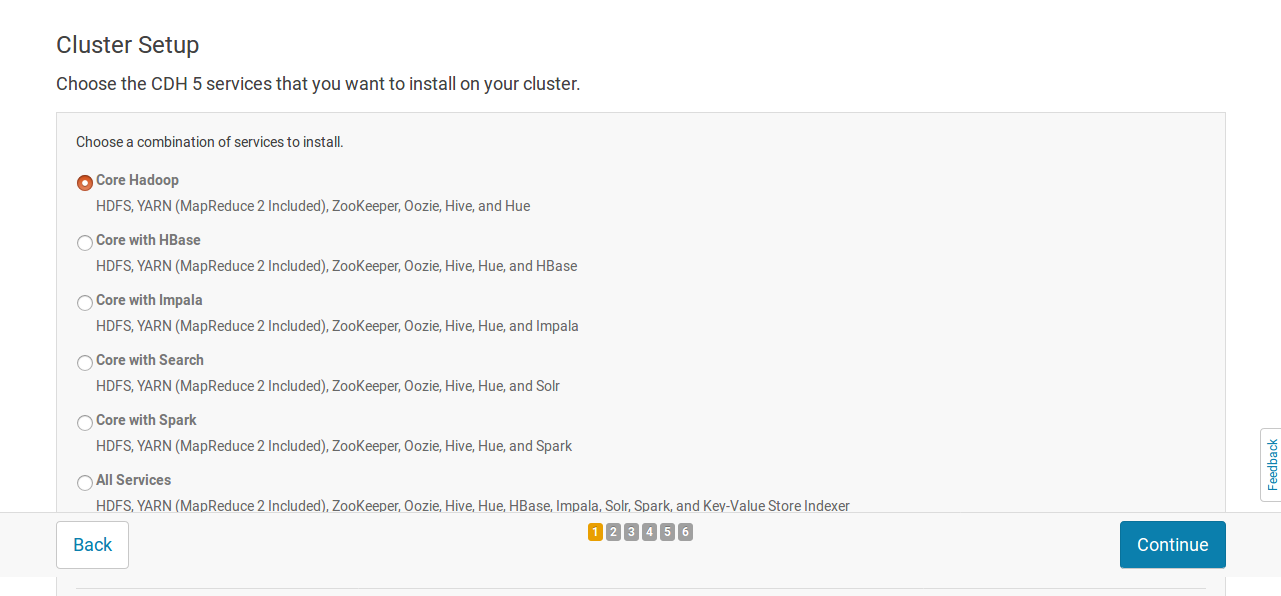 Cluster Setup
Choose the CDH 5 services that you want to install on your cluster.
Choose a combination of services to install.
Core Hadoop
HDFS, YARN (MapReduce 2 Included), ZooKeeper, Oozie, Hive, and Hue
Core with HBase
HDFS, YARN (MapReduce 2 Included), ZooKeeper, Oozie, Hive, Hue, and HBase
Core with Impala
HDFS, YARN (MapReduce 2 Included), ZooKeeper, Oozie, Hive, Hue, and Impala
Core with Search
HDFS, YARN (MapReduce 2 Included), ZooKeeper, Oozie, Hive, Hue, and Solr
Core with Spark
HDFS, YARN (MapReduce 2 Included), ZooKeeper, Oozie, Hive, Hue, and Spark
All Services
HDFS, YARN (MapReduce 2 Included), ZooKeeper, Oozie, Hive, Hue, HBase, Impala, Solr, Spark, and Key-Value Store Indexer
Feedback
Back
1 2 3 4 5 6
Continue